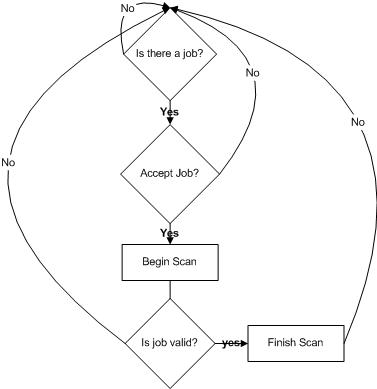 No
Is there a job?
No
Yes
No
Accept Job?
No
Yes
Begin Scan
Is job valid?
yes
Finish Scan